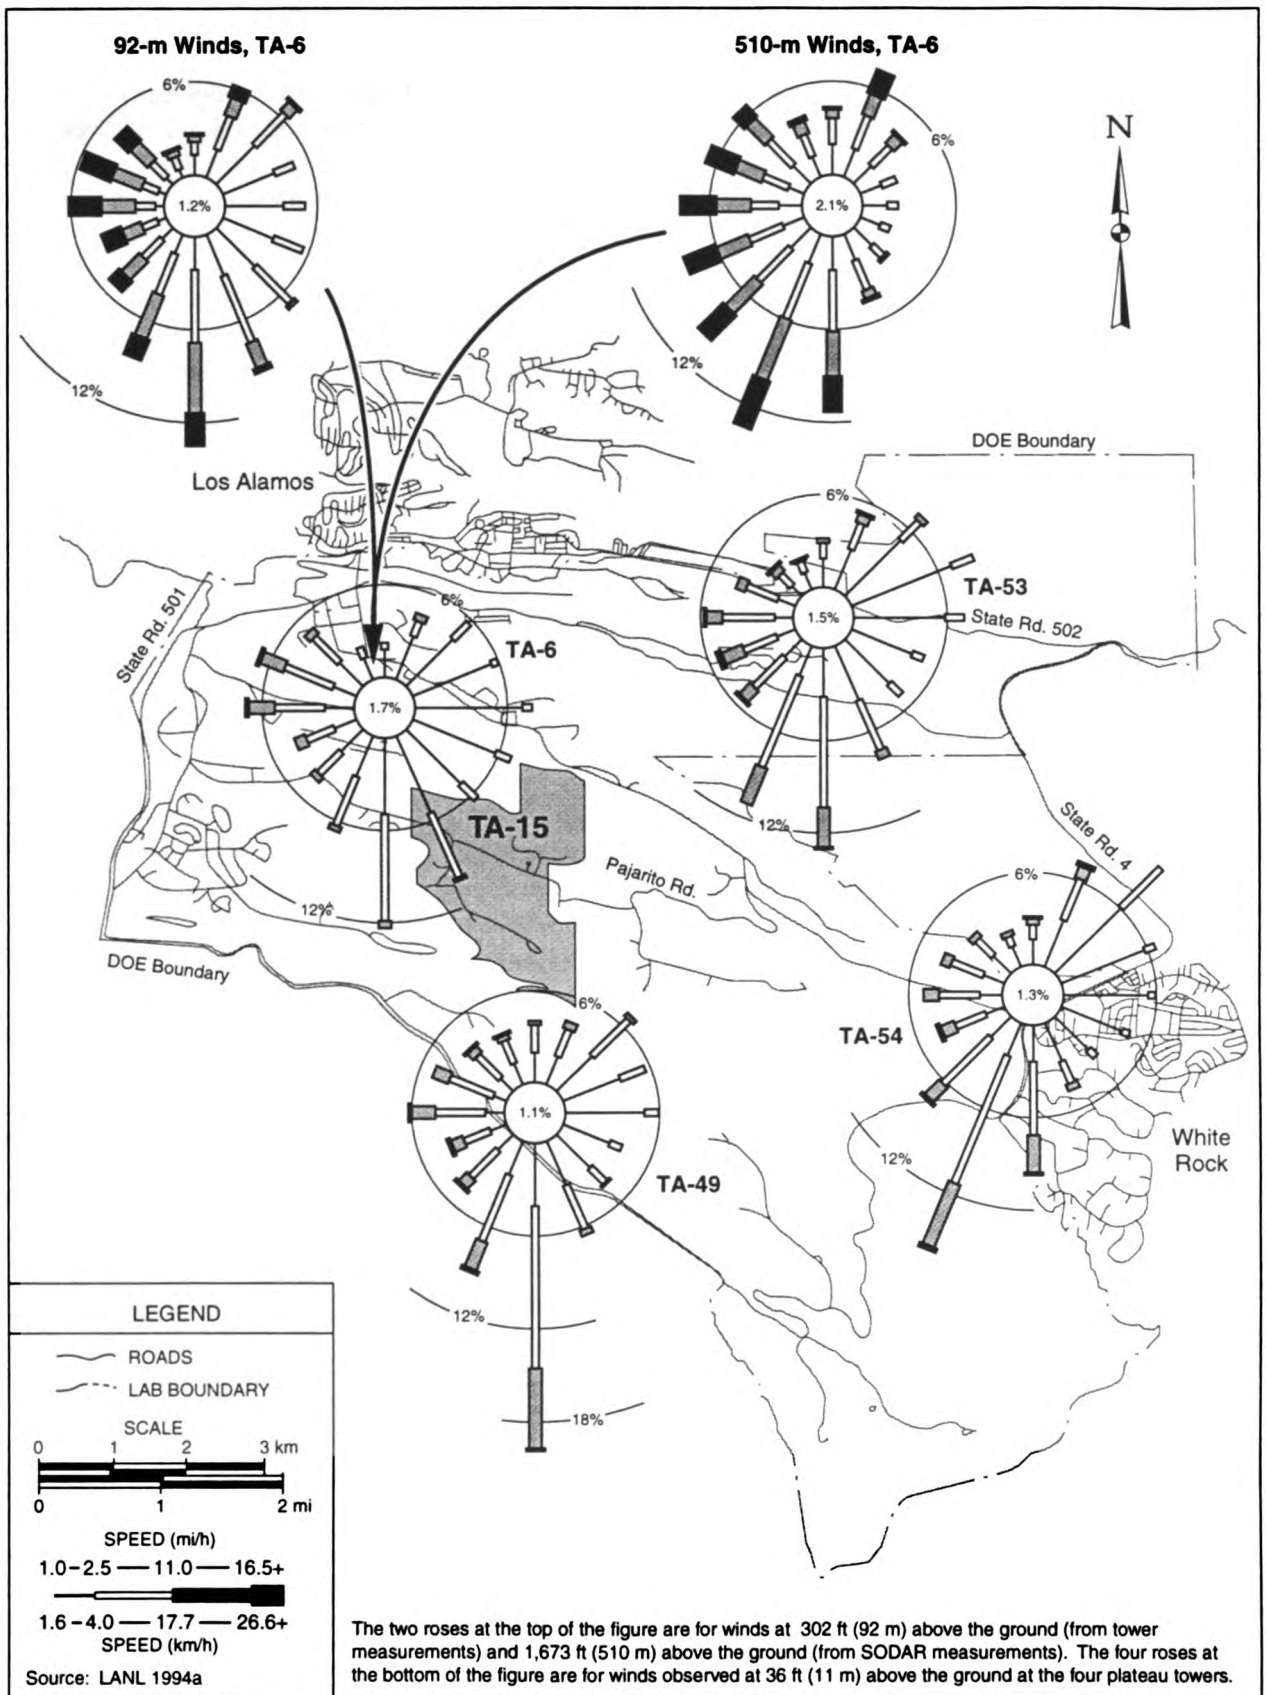 92-m Winds, TA-6
510-m Winds, TA-6
6%
1.2%
12%
6%
2.1%
12%
N
DOE Boundary
Los Alamos
6%
TA-53
1.5%
State Rd. 502
12%
State Rd. 501
6%
TA-6
1.7%
12%
TA-15
Pajarito Rd.
State Rd. 4
DOE Boundary
6%
1.3%
TA-54
12%
White
Rock
6%
1.1%
TA-49
12%
18%
LEGEND
ROADS
LAB BOUNDARY
SCALE
0 1 2 3 km
0 1 2 mi
SPEED (mi/h)
1.0–2.5 — 11.0 — 16.5+
1.6 –4.0 — 17.7 — 26.6+
SPEED (km/h)
Source: LANL 1994a
The two roses at the top of the figure are for winds at 302 ft (92 m) above the ground (from tower
measurements) and 1,673 ft (510 m) above the ground (from SODAR measurements). The four roses at
the bottom of the figure are for winds observed at 36 ft (11 m) above the ground at the four plateau towers.